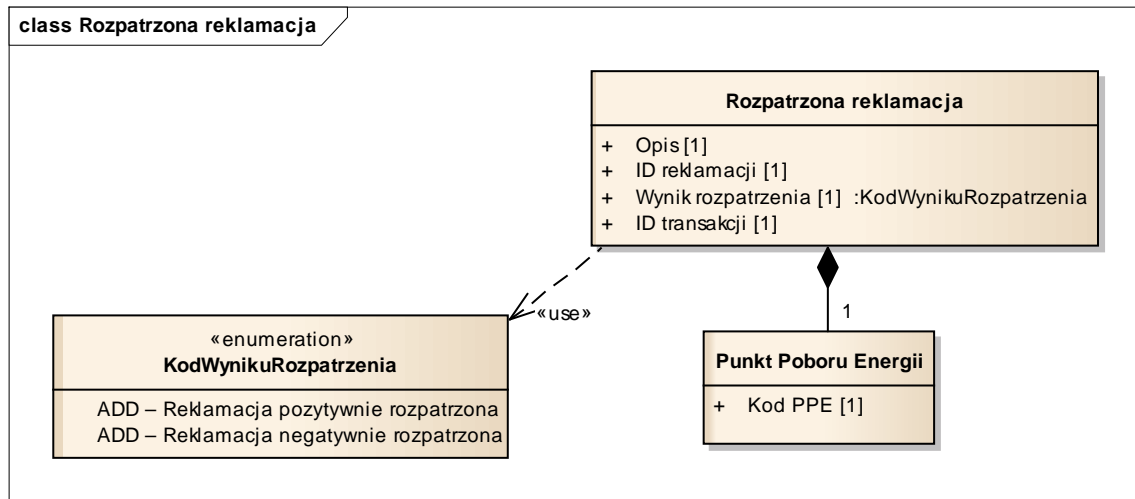 class Rozpatrzona reklamacja
Rozpatrzona reklamacja
+ Opis [1]
+ ID reklamacji [1]
+ Wynik rozpatrzenia [1] :KodWynikuRozpatrzenia
+ ID transakcji [1]
«use»
1
«enumeration»
KodWynikuRozpatrzenia
ADD – Reklamacja pozytywnie rozpatrzona
ADD – Reklamacja negatywnie rozpatrzona
Punkt Poboru Energii
+ Kod PPE [1]